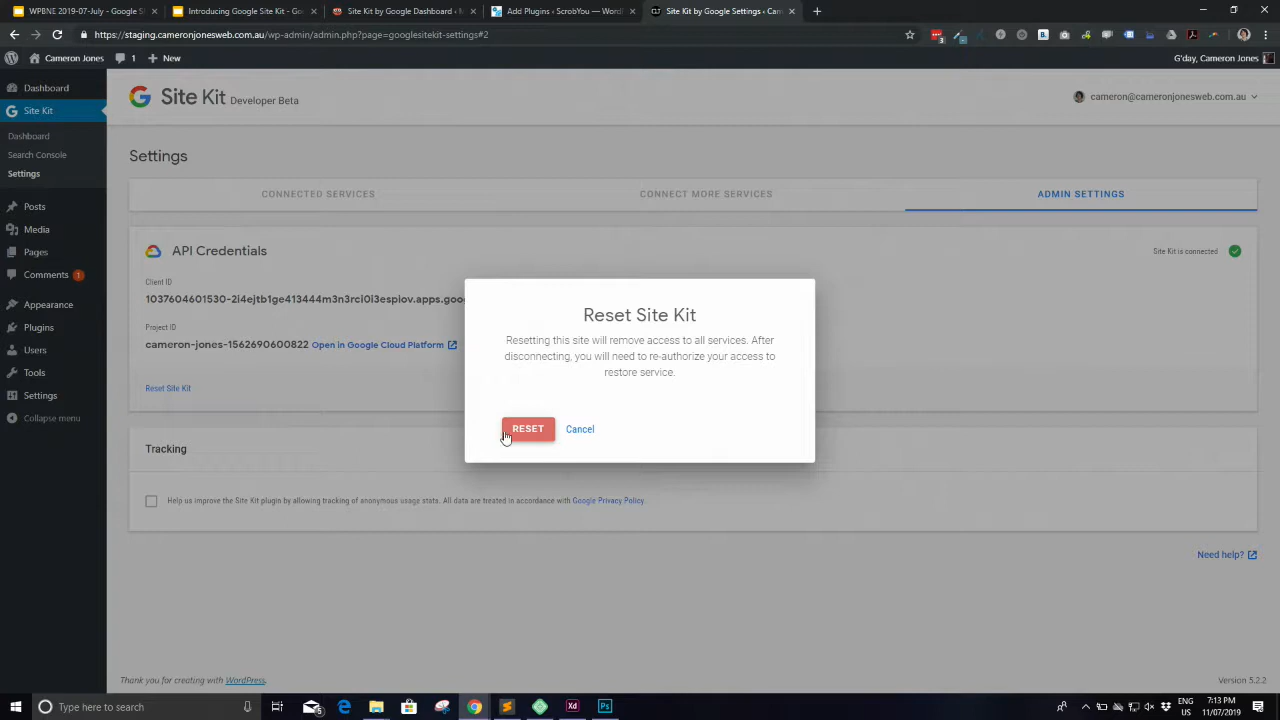 WPBNE 2019-07-July - Google S
Introducing Google Site Kit - Goo
Site Kit by Google Dashboard ‹ M
Add Plugins ‹ ScrobYou — WordP
Site Kit by Google Settings ‹ Cam
https://staging.cameronjonesweb.com.au/wp-admin/admin.php?page=googlesitekit-settings#2
Cameron Jones
1
New
G'day, Cameron Jones
Dashboard
Site Kit
Dashboard
Search Console
Settings
Posts
Media
Pages
Comments 1
Appearance
Plugins
Users
Tools
Settings
Collapse menu
Site Kit Developer Beta
cameron@cameronjonesweb.com.au
Settings
CONNECTED SERVICES
CONNECT MORE SERVICES
ADMIN SETTINGS
API Credentials
Site Kit is connected
Client ID
Project ID
cameron-jones-1562690600822 Open in Google Cloud Platform
Reset Site Kit
Reset Site Kit
Resetting this site will remove access to all services. After
disconnecting, you will need to re-authorize your access to
restore service.
RESET
Cancel
Tracking
Help us improve the Site Kit plugin by allowing tracking of anonymous usage stats. All data are treated in accordance with Google Privacy Policy.
Need help?
Thank you for creating with WordPress.
Version 5.2.2
Type here to search
ENG
US
7:13 PM
11/07/2019